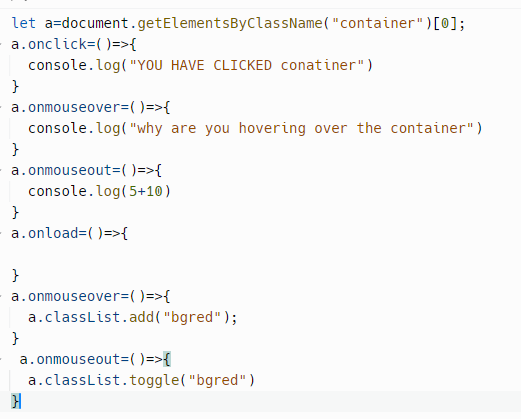 let a=document.getElementsByClassName("container")[0];
a.onclick=()=>{
  console.log("YOU HAVE CLICKED conatiner")
}
a.onmouseover=()=>{
  console.log("why are you hovering over the container")
}
a.onmouseout=()=>{
  console.log(5+10)
}
a.onload=()=>{

}
a.onmouseover=()=>{
  a.classList.add("bgred");
}
 a.onmouseout=()=>{
  a.classList.toggle("bgred")
}